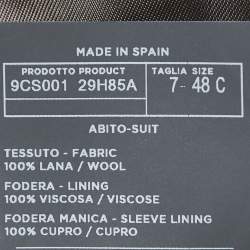 MADE IN SPAIN
PRODOTTO PRODUCT TAGLIA SIZE
9CS001 29H85A 7- 48 C
ABITO-SUIT
TESSUTO - FABRIC
100% LANA / WOOL
FODERA - LINING
100% VISCOSA / VISCOSE
FODERA MANICA - SLEEVE LINING
100% CUPRO / CUPRO